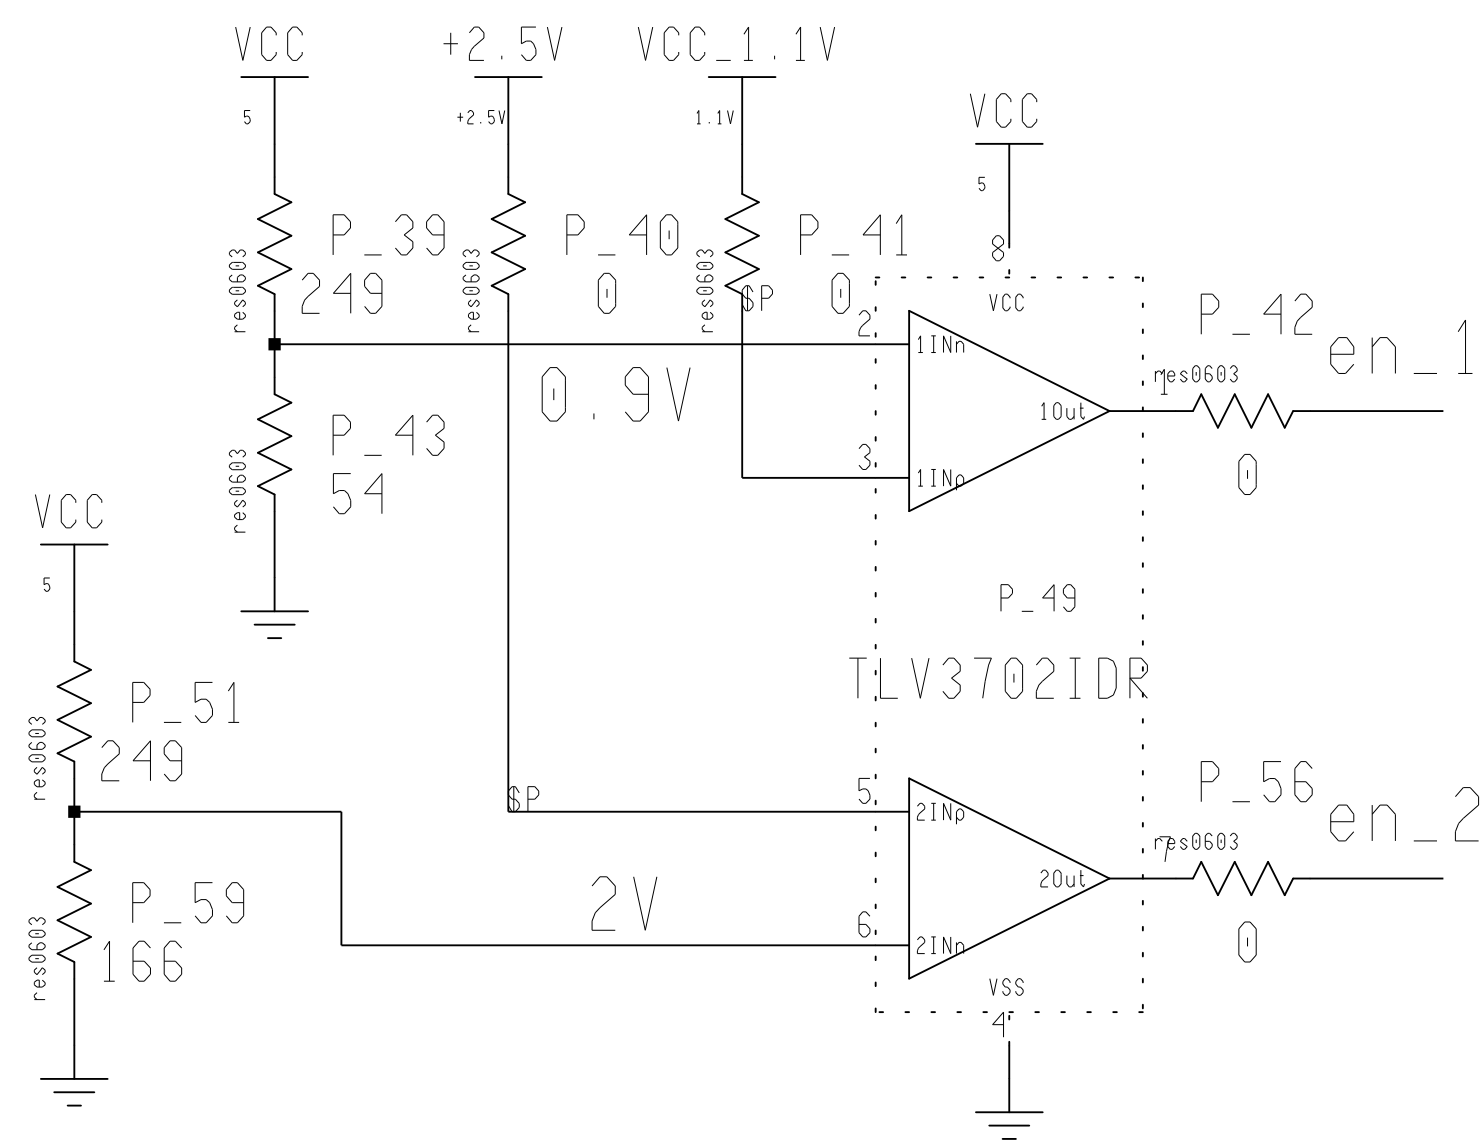 VCC
+2.5V
VCC_1.1V
VCC
5
+2.5V
1.1V
5
8
P_39
249
res0603
P_40
0
res0603
P_41
0
res0603
$P
VCC
2
1INn
0.9V
3
1INp
1Out
1
P_42
res0603
0
en_1
P_43
54
res0603
VCC
5
P_49
TLV3702IDR
P_51
249
res0603
$P
5
2INp
P_56
res0603
7
0
en_2
2Out
P_59
166
res0603
2V
6
2INn
VSS
4